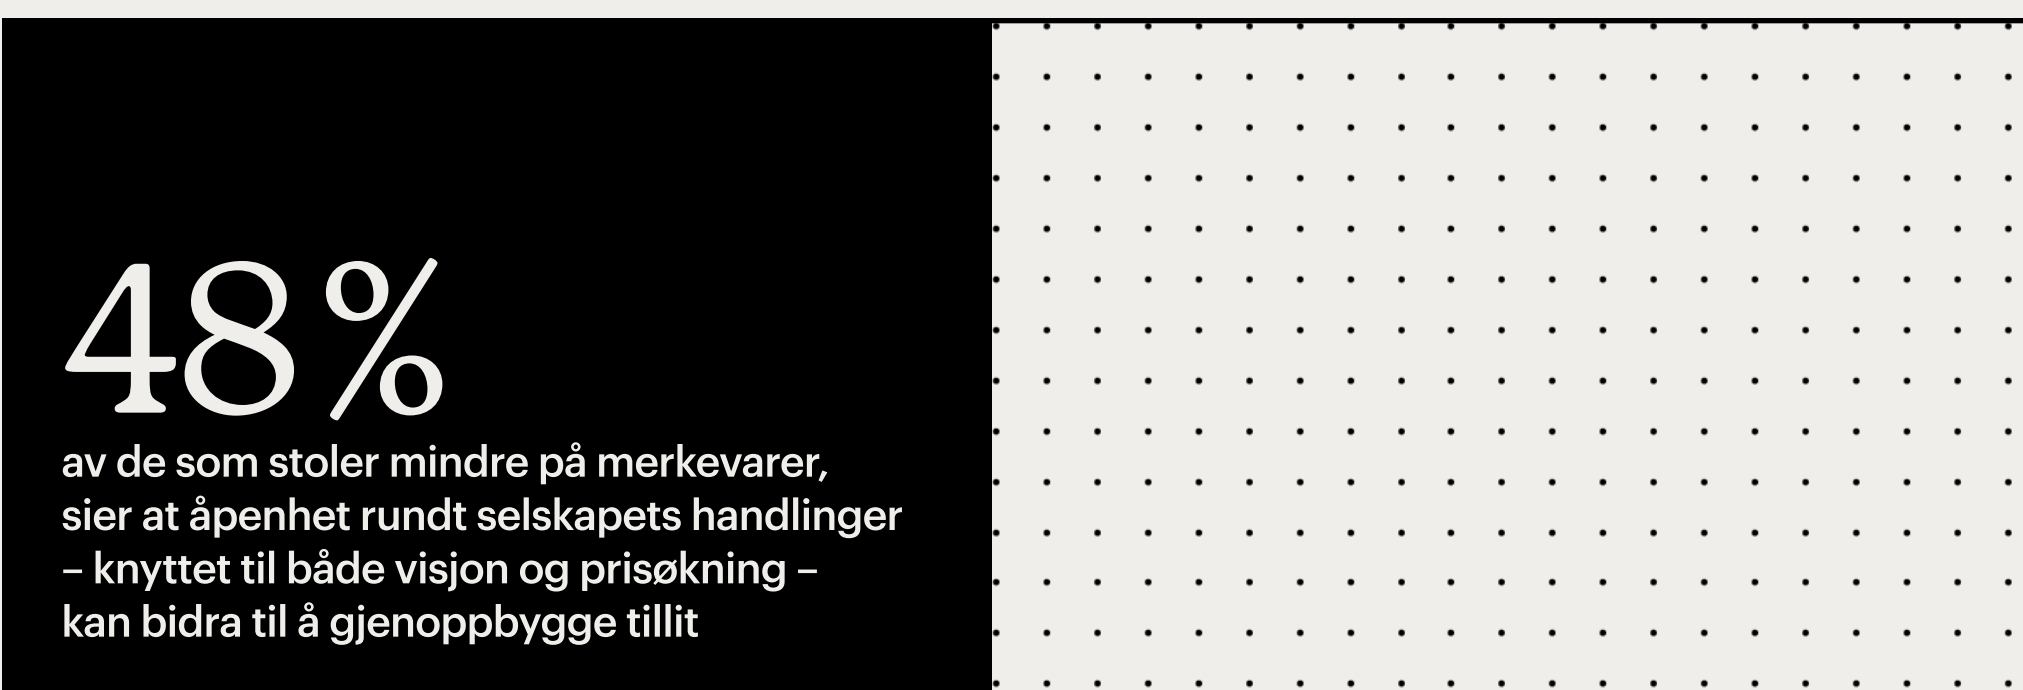 48 %
av de som stoler mindre på merkevarer,
sier at åpenhet rundt selskapets handlinger
– knyttet til både visjon og prisøkning –
kan bidra til å gjenoppbygge tillit